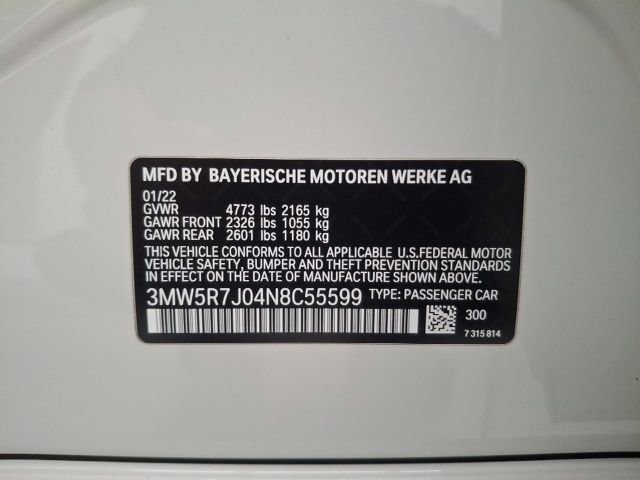 MFD BY BAYERISCHE MOTOREN WERKE AG
01/22
GVWR 4773 lbs 2165 kg
GAWR FRONT 2326 lbs 1055 kg
GAWR REAR 2601 lbs 1180 kg
THIS VEHICLE CONFORMS TO ALL APPLICABLE U.S.FEDERAL MOTOR
VEHICLE SAFETY, BUMPER AND THEFT PREVENTION STANDARDS
IN EFFECT ON THE DATE OF MANUFACTURE SHOWN ABOVE.
3MW5R7J04N8C55599 TYPE: PASSENGER CAR
300
7 315 814